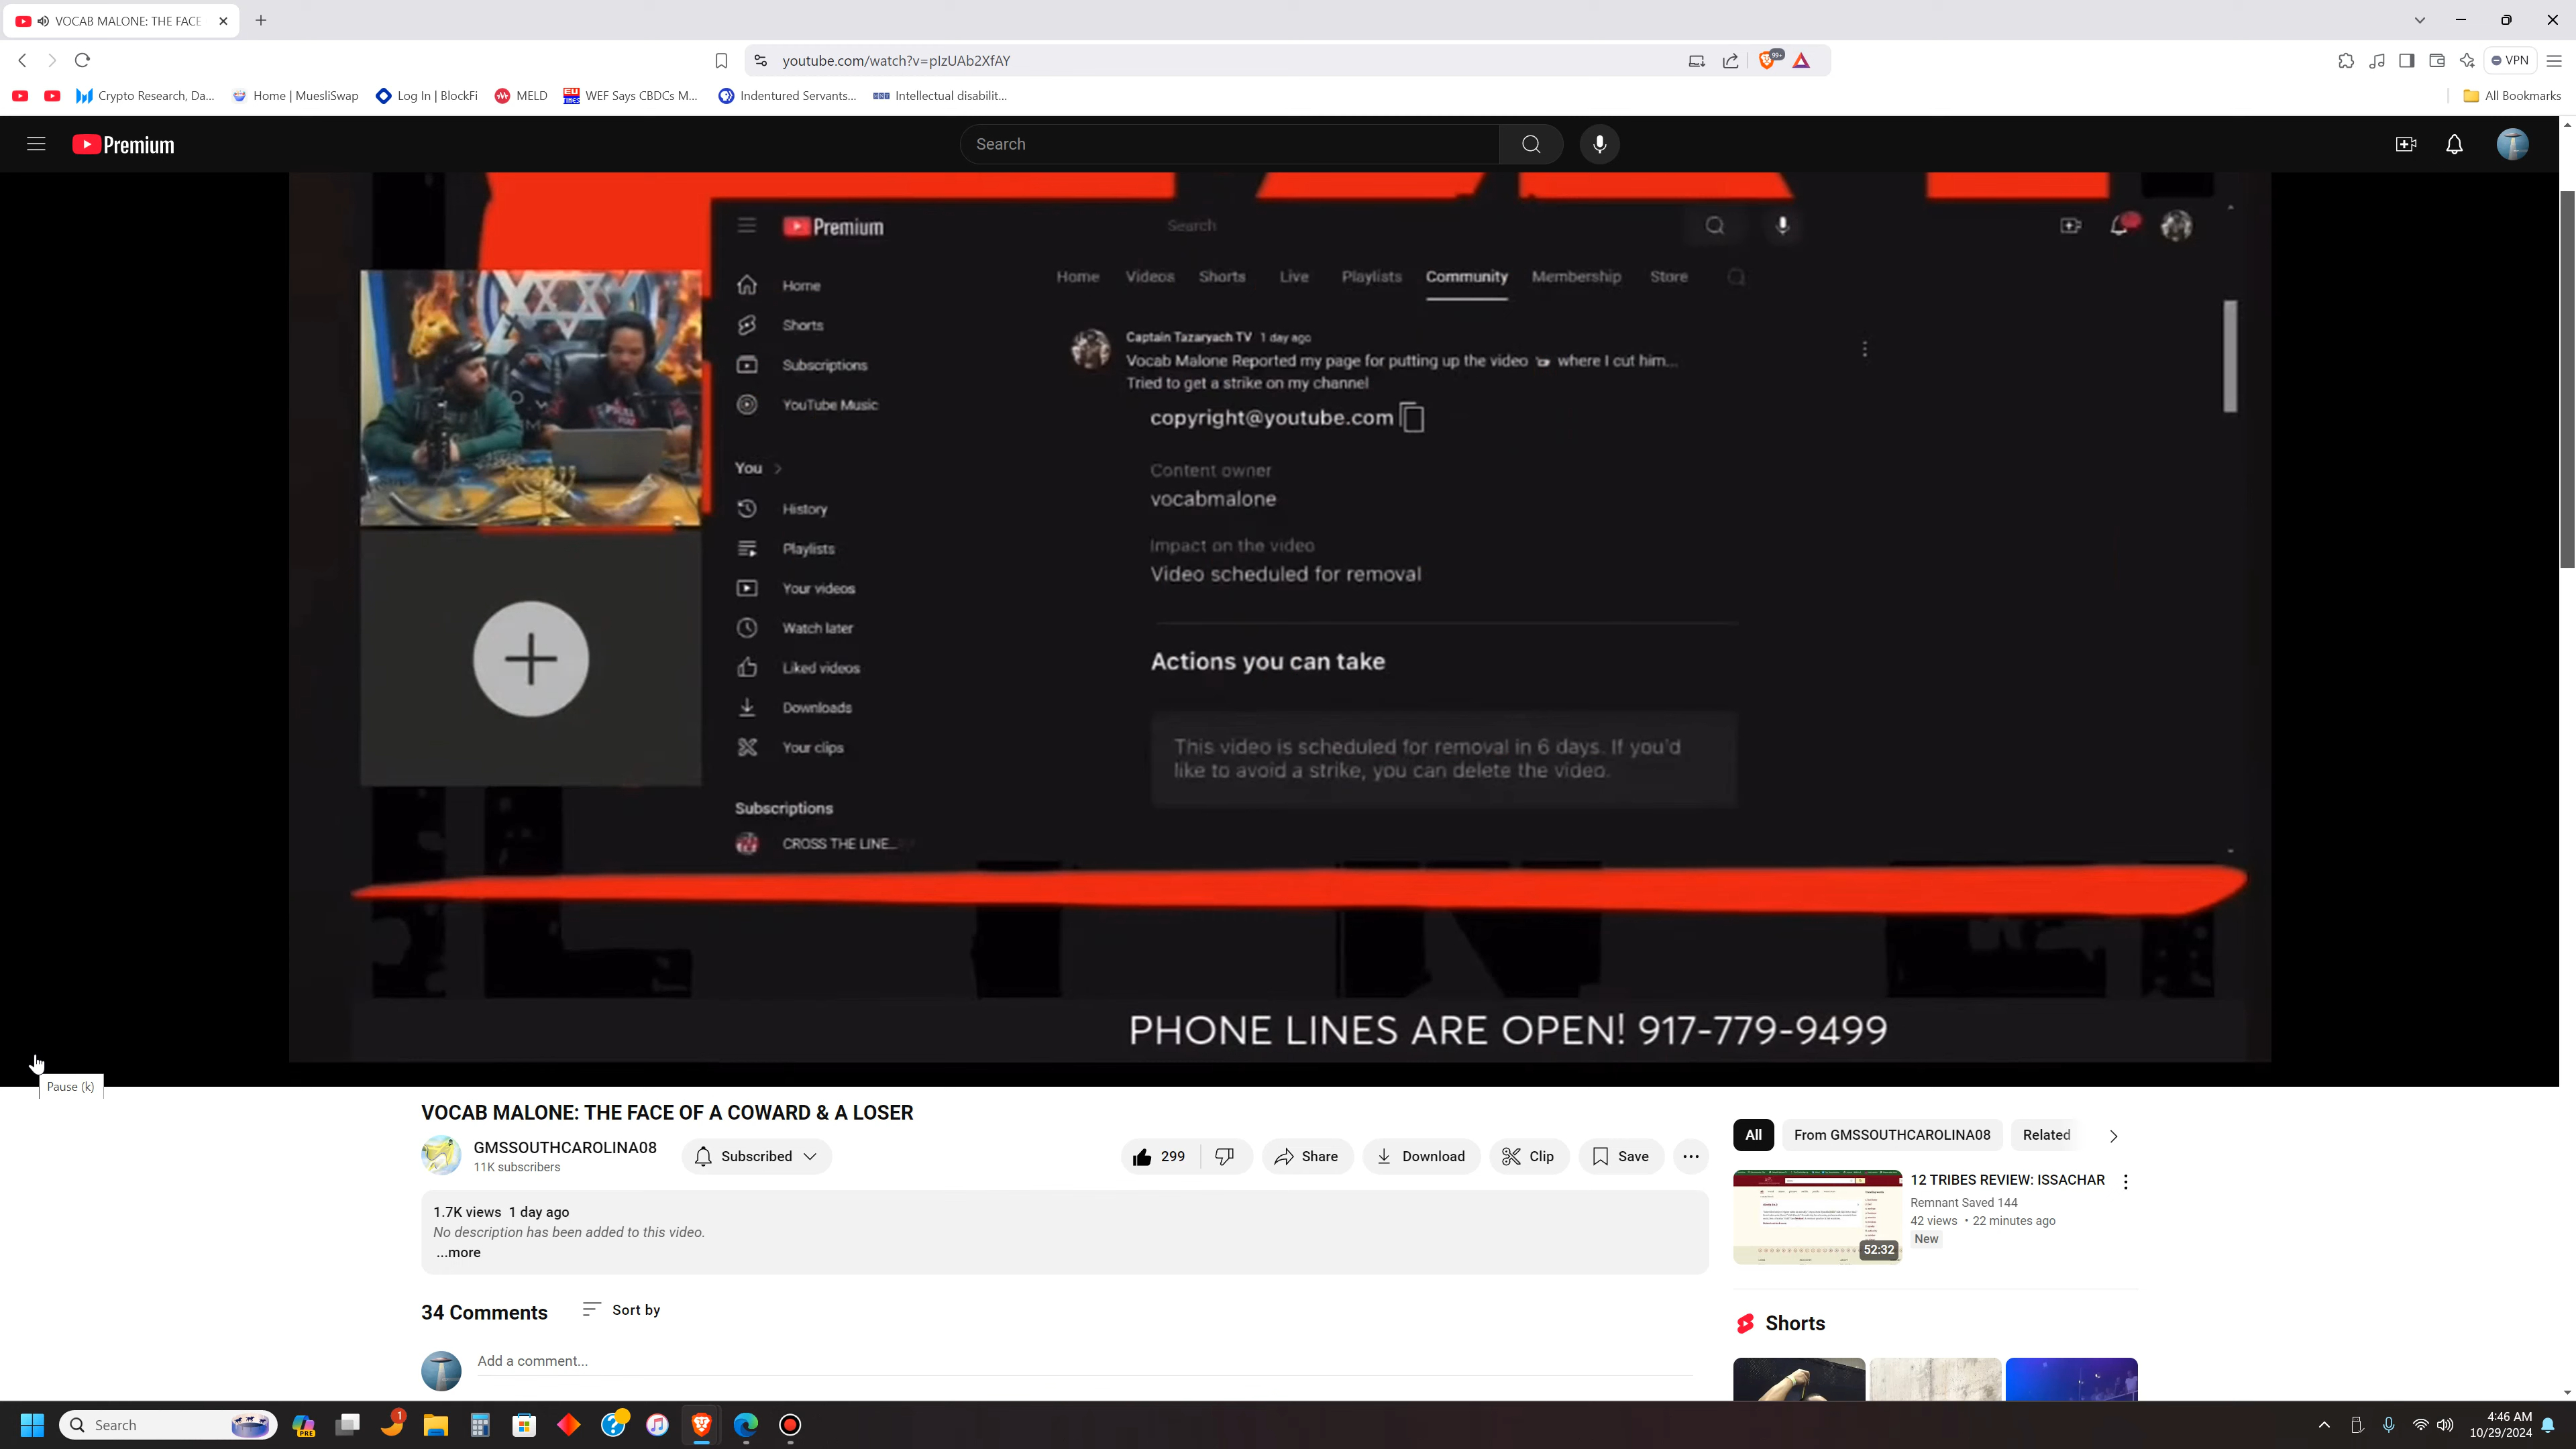 VOCAB MALONE: THE FACE
youtube.com/watch?v=pIzUAb2XfAY
99+
VPN
Crypto Research, Da...
Home | MuesliSwap
Log In | BlockFi
MELD
WEF Says CBDCs M...
Indentured Servants...
Intellectual disabilit...
All Bookmarks
Premium
Search
Premium
Search
Home
Videos
Shorts
Live
Playlists
Community
Membership
Store
Home
Shorts
Subscriptions
YouTube Music
You
History
Playlists
Your videos
Watch later
Liked videos
Downloads
Your clips
Subscriptions
CROSS THE LINE...
Captain Tazaryach TV 1 day ago
Vocab Malone Reported my page for putting up the video where I cut him...
Tried to get a strike on my channel
copyright@youtube.com
Content owner
vocabmalone
Impact on the video
Video scheduled for removal
Actions you can take
This video is scheduled for removal in 6 days. If you'd
like to avoid a strike, you can delete the video.
PHONE LINES ARE OPEN! 917-779-9499
Pause (k)
VOCAB MALONE: THE FACE OF A COWARD & A LOSER
GMSSOUTHCAROLINA08
11K subscribers
Subscribed
299
Share
Download
Clip
Save
1.7K views 1 day ago
No description has been added to this video.
...more
34 Comments
Sort by
Add a comment...
All
From GMSSOUTHCAROLINA08
Related
12 TRIBES REVIEW: ISSACHAR
Remnant Saved 144
42 views • 22 minutes ago
New
52:32
Shorts
Search
PRE
1
4:46 AM
10/29/2024